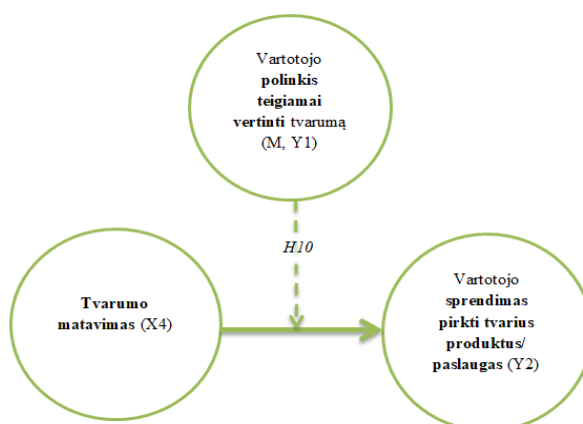 Vartotojo
polinkis
teigiamai
vertinti tvarumą
(M, Y1)
H10
Tvarumo
matavimas (X4)
Vartotojo
sprendimas
pirkti tvarius
produktus/
paslaugas (Y2)